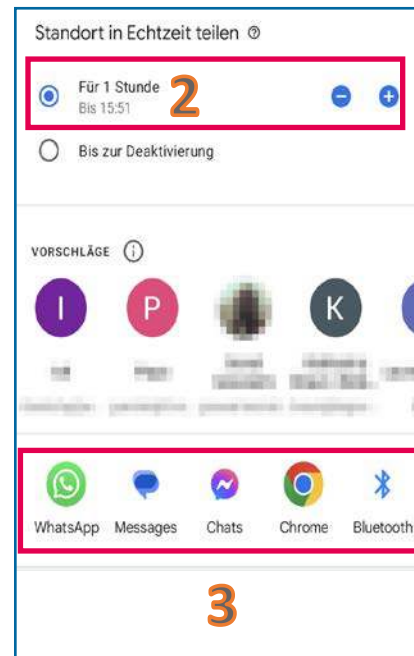 Standort in Echtzeit teilen ?
Für 1 Stunde
Bis 15:51
2
Bis zur Deaktivierung
VORSCHLÄGE
I P K
WhatsApp Messages Chats Chrome Bluetooth
3